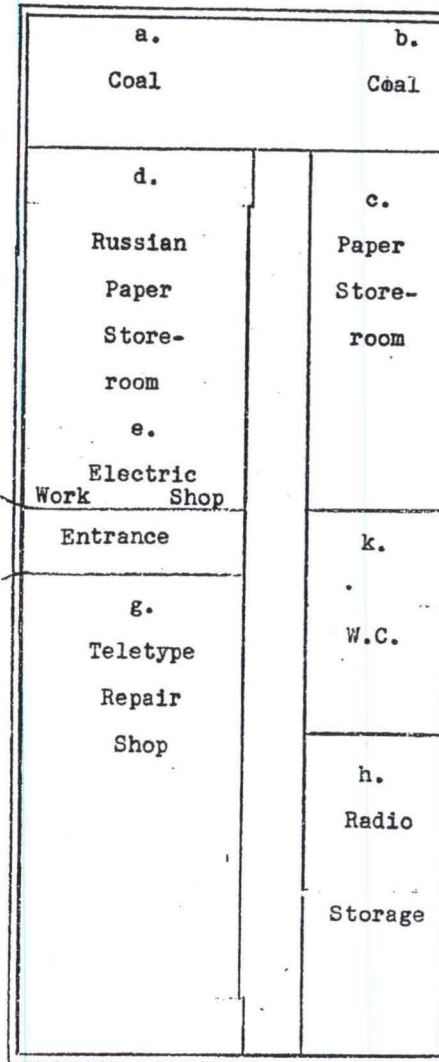 a.
Coal
b.
Coal
d.
Russian
Paper
Store-
room
e.
Electric
Work Shop
Entrance
g.
Teletype
Repair
Shop
c.
Paper
Store-
room
k.
W.C.
h.
Radio
Storage